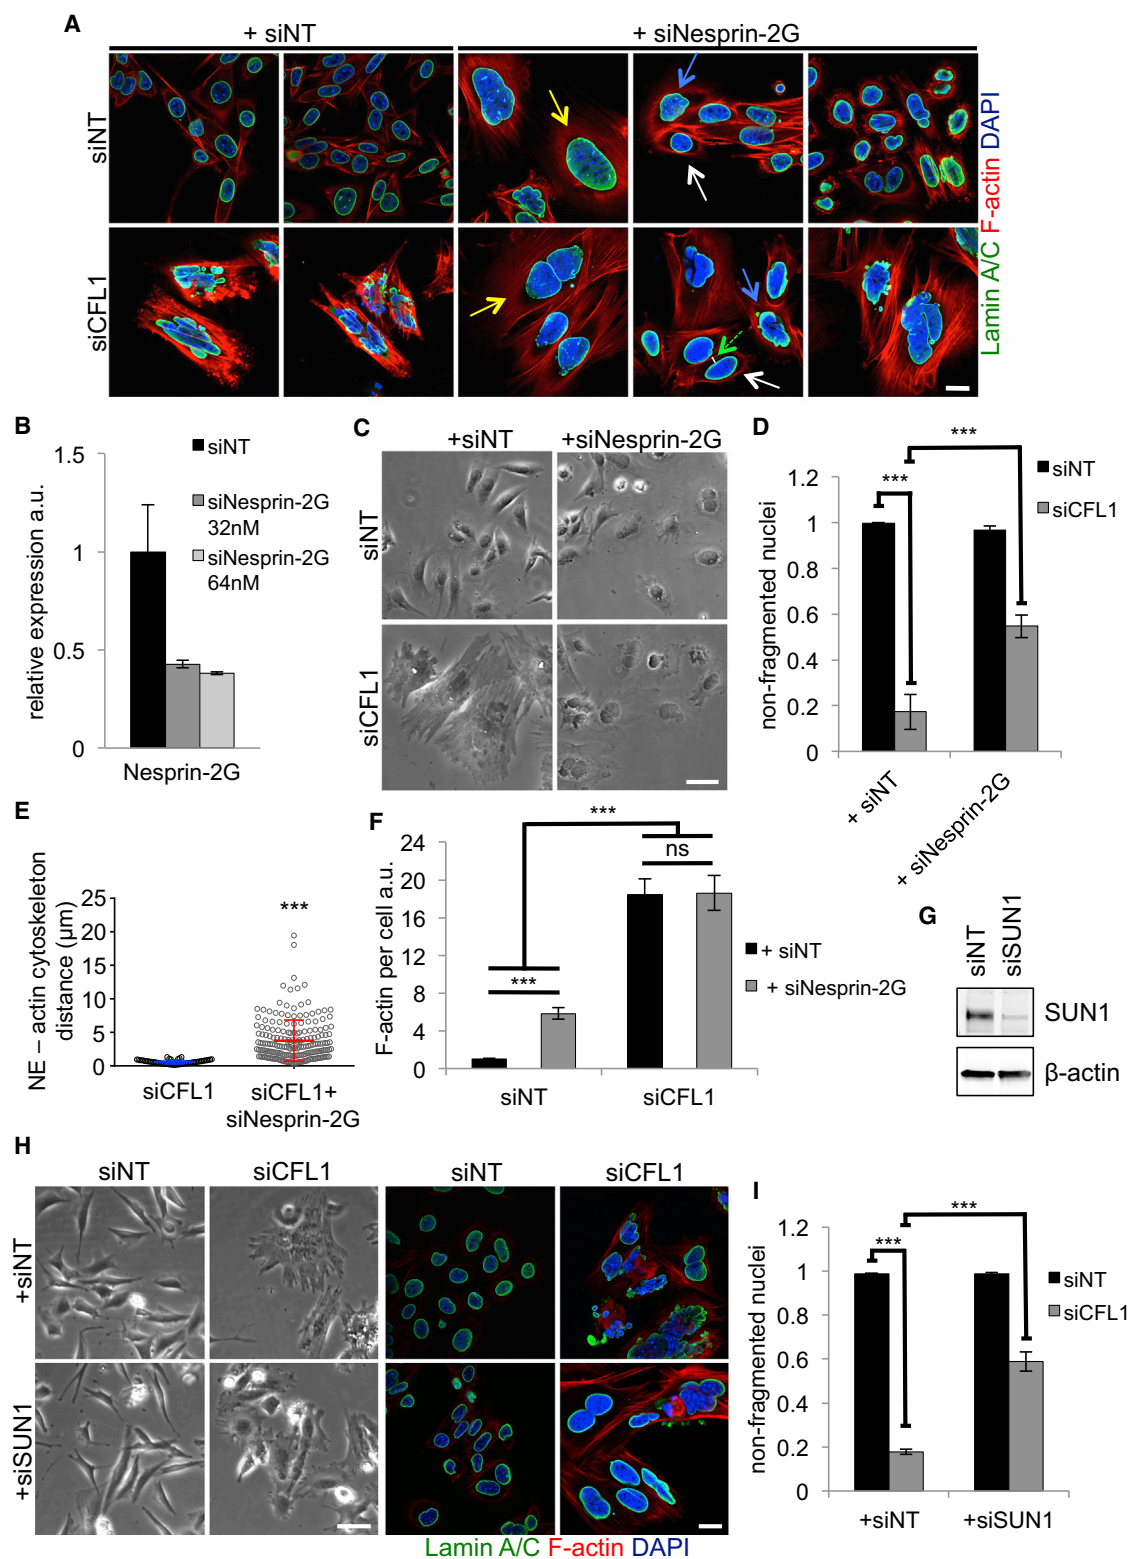 A
+ siNT
+ siNesprin-2G
siNT
siCFL1
Lamin A/C F-actin DAPI
B
relative expression a.u.
1.5
1
0.5
0
siNT
siNesprin-2G
32nM
siNesprin-2G
64nM
Nesprin-2G
C
+siNT
+siNesprin-2G
siNT
siCFL1
D
non-fragmented nuclei
1.2
1
0.8
0.6
0.4
0.2
0
***
***
siNT
siCFL1
+ siNT
+ siNesprin-2G
E
NE – actin cytoskeleton
distance (µm)
25
20
15
10
5
0
***
siCFL1
siCFL1+
siNesprin-2G
F
F-actin per cell a.u.
24
20
16
12
8
4
0
***
ns
***
+ siNT
+ siNesprin-2G
siNT
siCFL1
G
siNT
siSUN1
SUN1
β-actin
H
siNT
siCFL1
siNT
siCFL1
+siNT
+siSUN1
Lamin A/C F-actin DAPI
I
non-fragmented nuclei
1.2
1
0.8
0.6
0.4
0.2
0
***
***
siNT
siCFL1
+siNT
+siSUN1